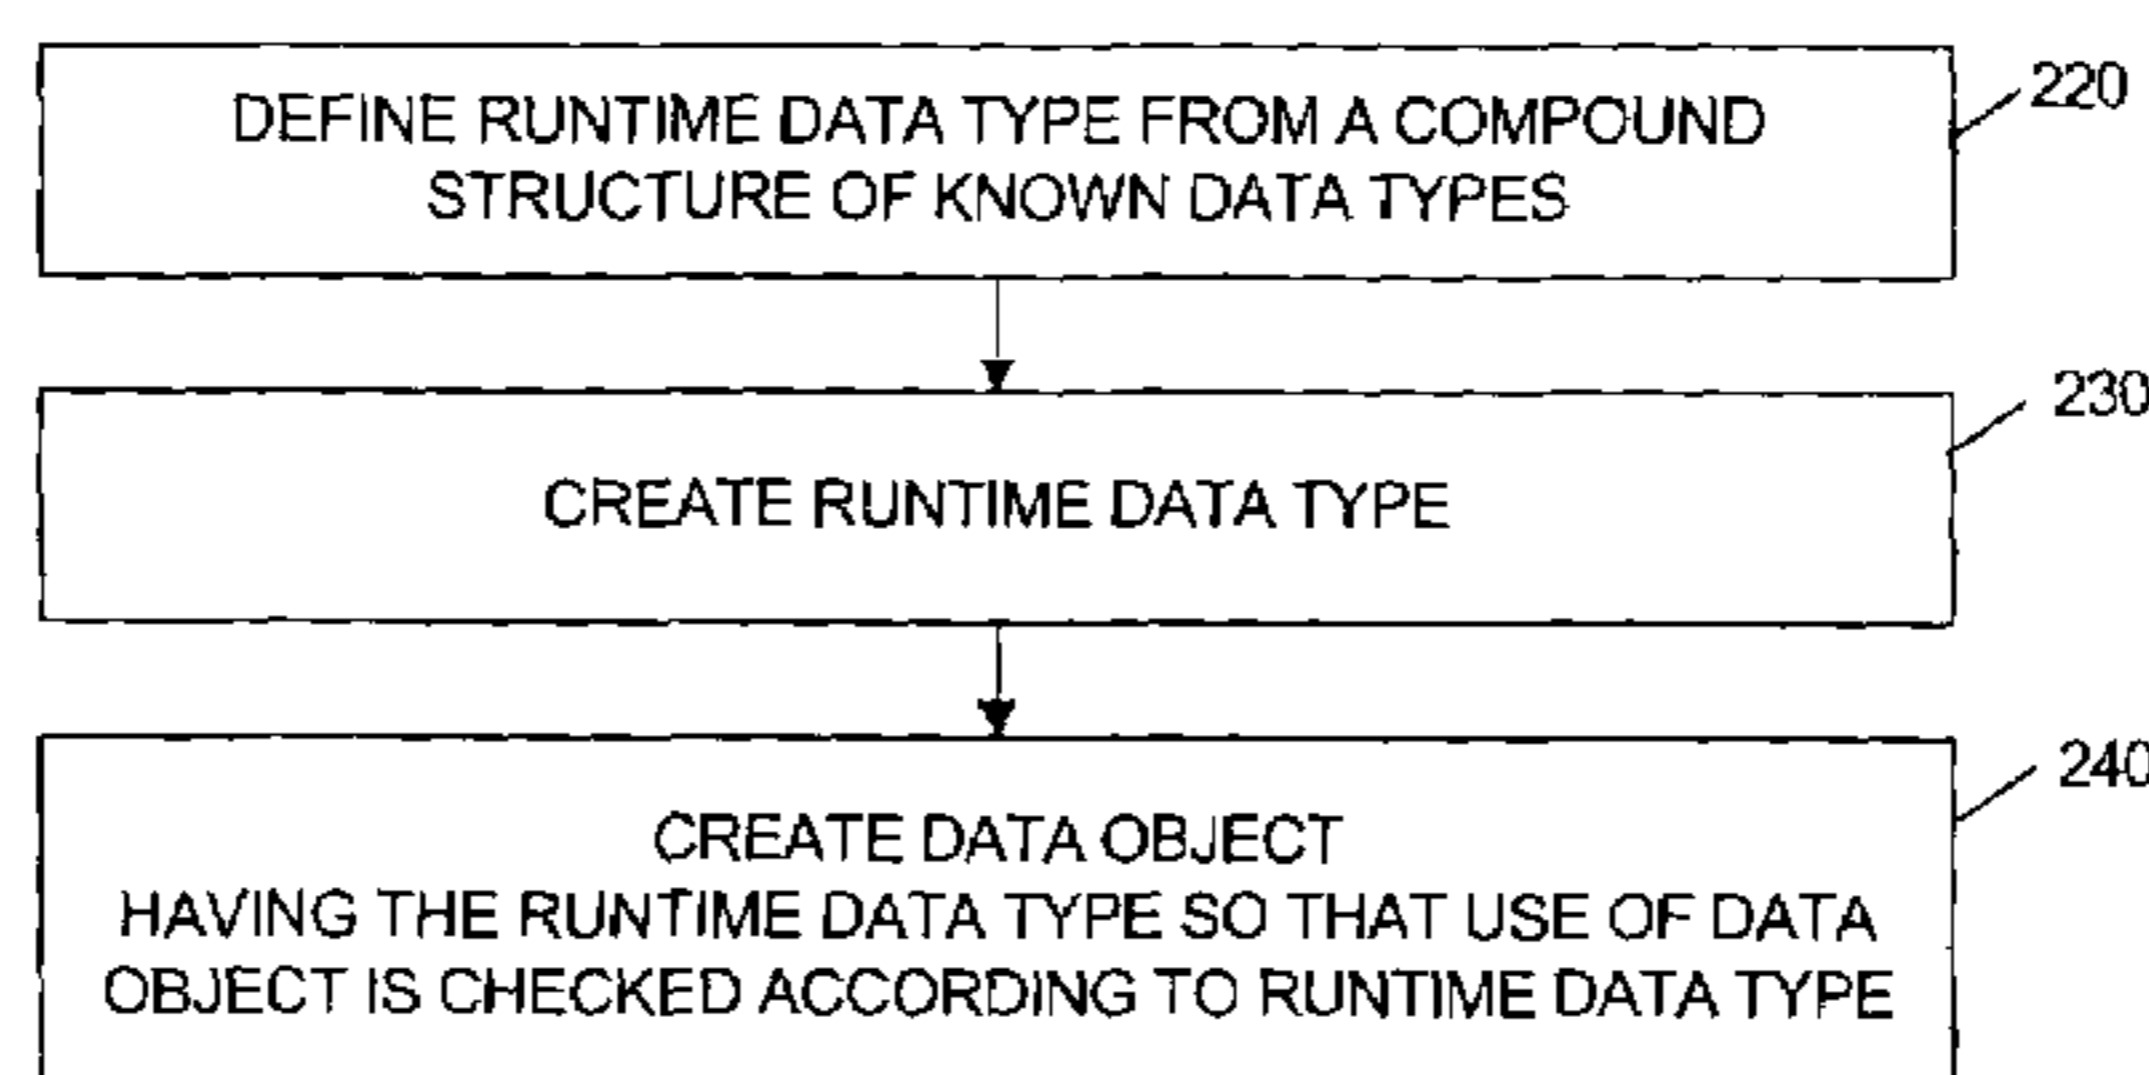 DEFINE RUNTIME DATA TYPE FROM A COMPOUND
STRUCTURE OF KNOWN DATA TYPES
220
CREATE RUNTIME DATA TYPE
230
CREATE DATA OBJECT
HAVING THE RUNTIME DATA TYPE SO THAT USE OF DATA
OBJECT IS CHECKED ACCORDING TO RUNTIME DATA TYPE
240